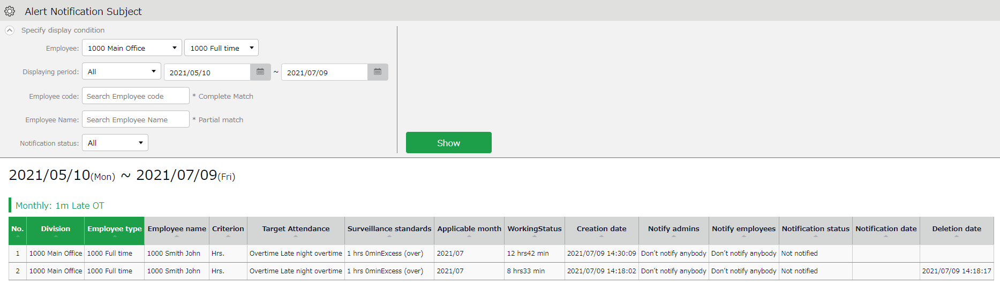 Alert Notification Subject
Specify display condition
Employee: 1000 Main Office 1000 Full time
Displaying period: All 2021/05/10 ~ 2021/07/09
Employee code: Search Employee code * Complete Match
Employee Name: Search Employee Name * Partial match
Notification status: All
Show
2021/05/10(Mon) ~ 2021/07/09(Fri)
Monthly: 1m Late OT
No. Division Employee type Employee name Criterion Target Attendance Surveillance standards Applicable month WorkingStatus Creation date Notify admins Notify employees Notification status Notification date Deletion date
1 1000 Main Office 1000 Full time 1000 Smith John Hrs. Overtime Late night overtime 1 hrs 0minExcess (over) 2021/07 12 hrs42 min 2021/07/09 14:30:09 Don’t notify anybody Don’t notify anybody Not notified
2 1000 Main Office 1000 Full time 1000 Smith John Hrs. Overtime Late night overtime 1 hrs 0minExcess (over) 2021/07 8 hrs33 min 2021/07/09 14:18:02 Don’t notify anybody Don’t notify anybody Not notified 2021/07/09 14:18:17